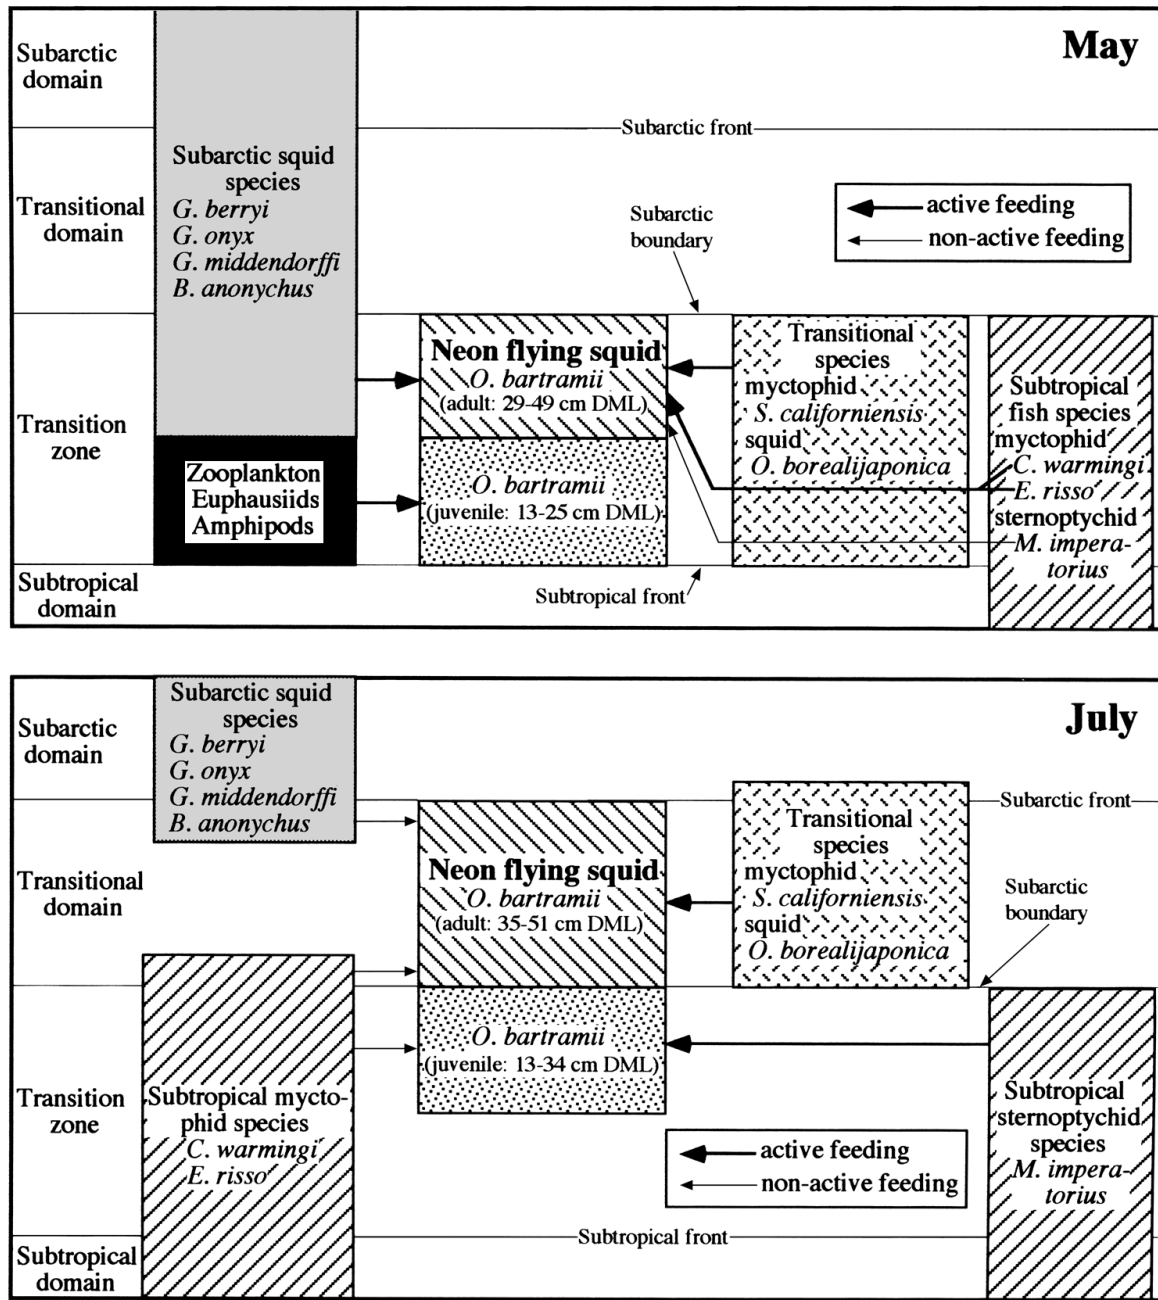 May
Subarctic
domain
Subarctic front
Subarctic squid
species
G. berryi
G. onyx
G. middendorffi
B. anonychus
Transitional
domain
active feeding
non-active feeding
Subarctic
boundary
Neon flying squid
O. bartramii
(adult: 29-49 cm DML)
Transitional
species
myctophid
S. californiensis
squid
O. borealijaponica
Subtropical
fish species
myctophid
C. warmingi
E. risso
sternoptychid
M. impera-
torius
Transition
zone
Zooplankton
Euphausiids
Amphipods
O. bartramii
(juvenile: 13-25 cm DML)
Subtropical
domain
Subtropical front
July
Subarctic squid
species
G. berryi
G. onyx
G. middendorffi
B. anonychus
Subarctic
domain
Subarctic front
Transitional
species
myctophid
S. californiensis
squid
O. borealijaponica
Neon flying squid
O. bartramii
(adult: 35-51 cm DML)
Transitional
domain
Subarctic
boundary
O. bartramii
(juvenile: 13-34 cm DML)
Transition
zone
Subtropical mycto-
phid species
C. warmingi
E. risso
Subtropical
sternoptychid
species
M. impera-
torius
active feeding
non-active feeding
Subtropical front
Subtropical
domain